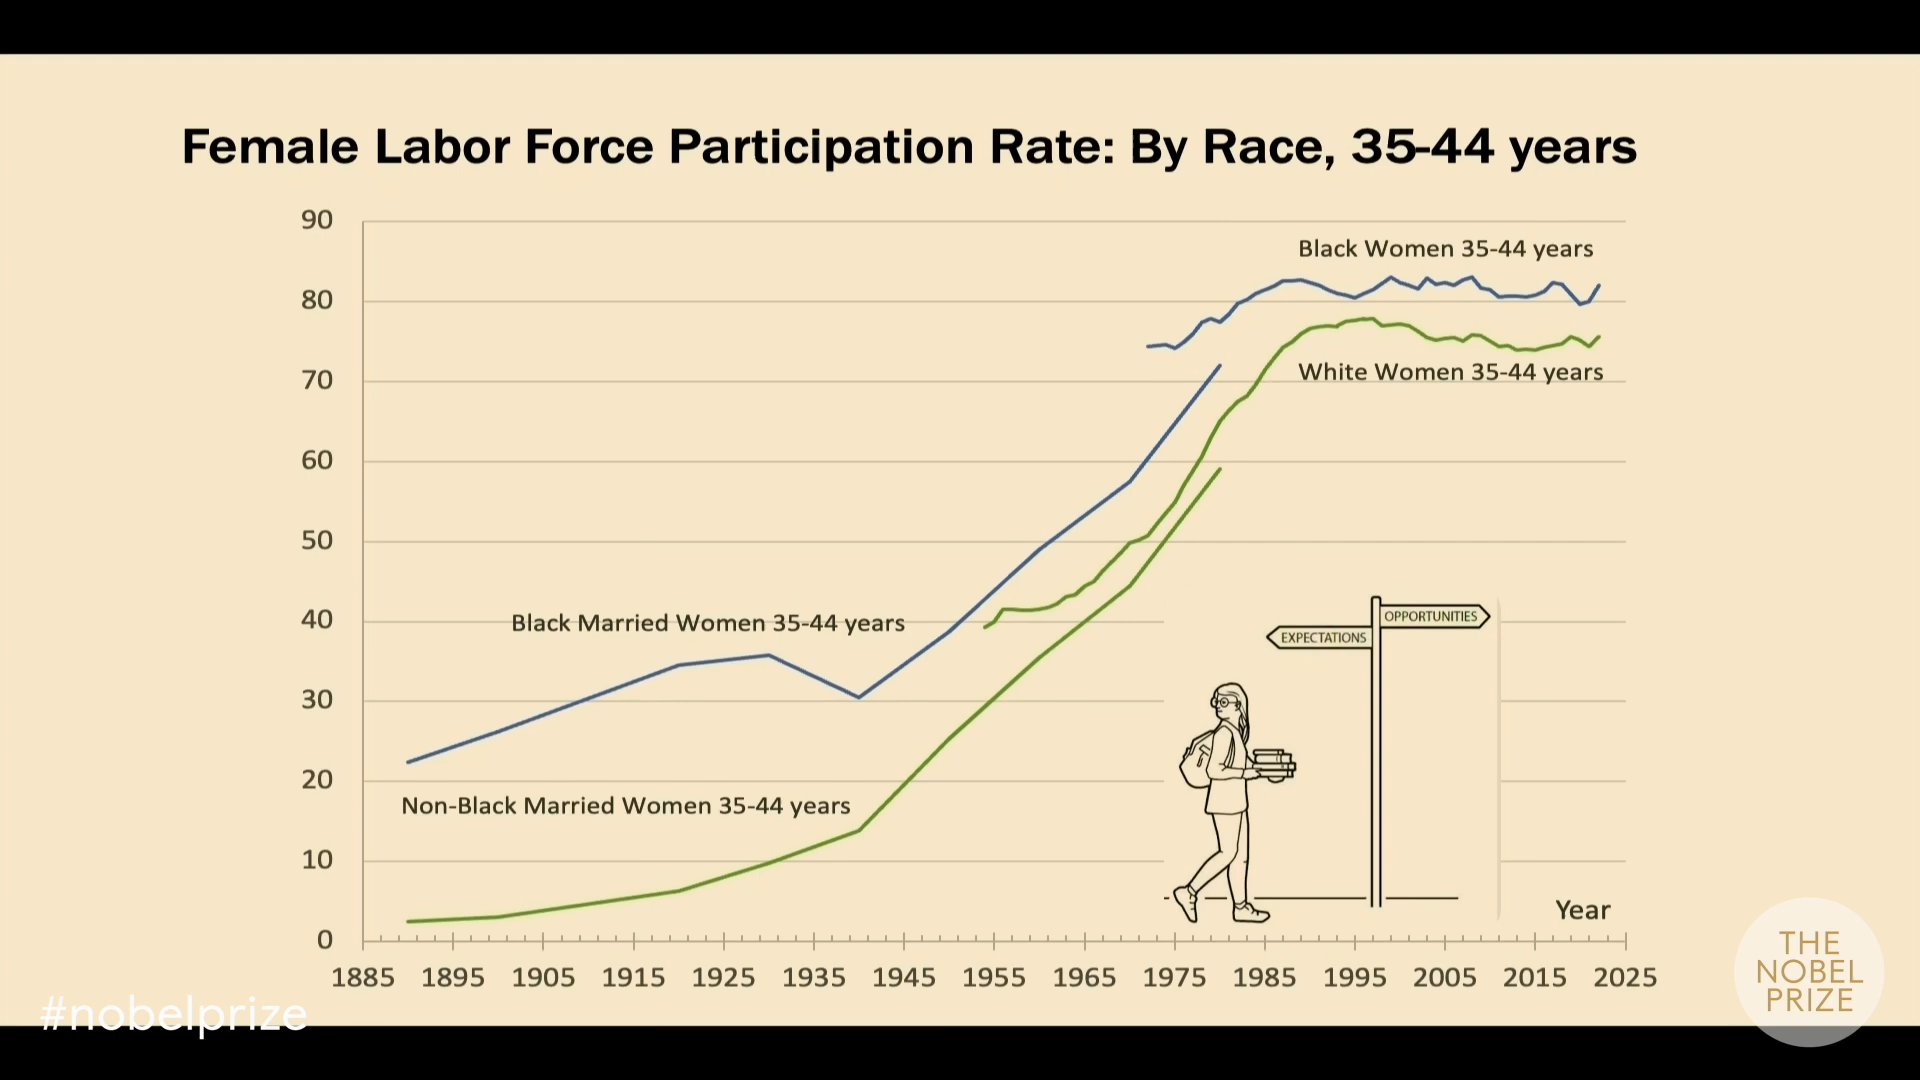 Female Labor Force Participation Rate: By Race, 35-44 years
90
80
70
60
50
40
30
20
10
0
Black Women 35-44 years
White Women 35-44 years
Black Married Women 35-44 years
Non-Black Married Women 35-44 years
OPPORTUNITIES
EXPECTATIONS
Year
1885 1895 1905 1915 1925 1935 1945 1955 1965 1975 1985 1995 2005 2015 2025
#nobelprize
THE
NOBEL
PRIZE